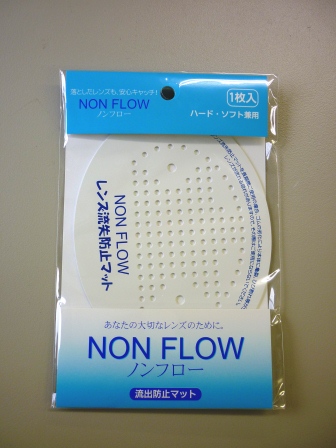 落としたレンズも、安心キャッチ!
NON FLOW
ノンフロー
1枚入
ハード・ソフト兼用
NON FLOW
レンズ流失防止マット
あなたの大切なレンズのために。
NON FLOW
ノンフロー
流出防止マット